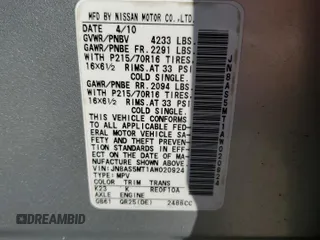 MFD BY NISSAN MOTOR CO.,LTD.
DATE 4/10
GVWR/PNBV 4233 LBS
GAWR/PNBE FR.2291 LBS
WITH P215/70R16 TIRES
16X6½ RIMS.AT 33 PSI
COLD SINGLE.
GAWR/PNBE RR.2094 LBS
WITH P215/70R16 TIRES
16X6½ RIMS.AT 33 PSI
COLD SINGLE.
THIS VEHICLE CONFORMS
TO ALL APPLICABLE FED-
ERAL MOTOR VEHICLE SA-
FETY AND THEFT PREVEN-
TION STANDARDS IN EFF-
ECT ON THE DATE OF MA-
NUFACTURE SHOWN ABOVE.
VIN:JN8AS5MT1AW020924
TYPE:MPV
COLOR TRIM TRANS
K23 K RE0F10A
AXLE ENGINE
GB61 QR25(DE) 2488CC
JN8AS5MT1AW020924
© AMERICADID.COM